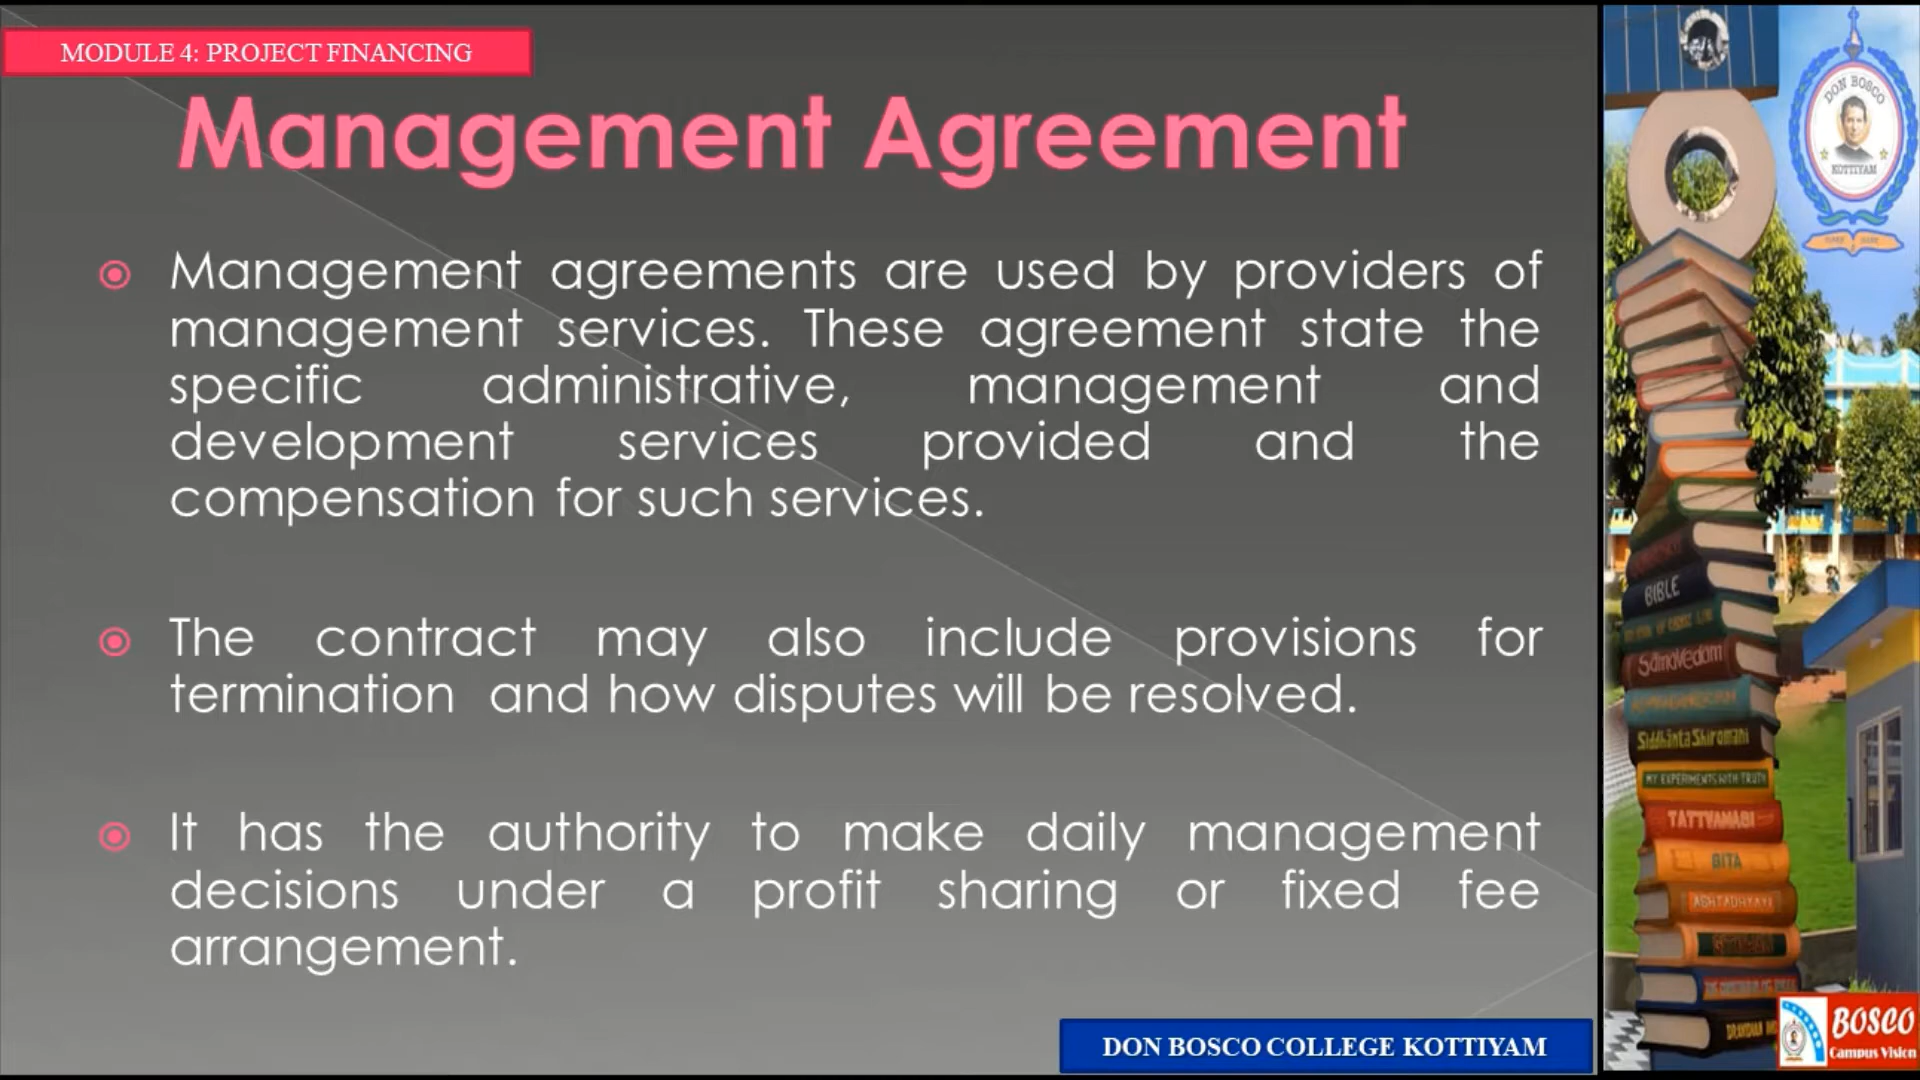 MODULE 4: PROJECT FINANCING
Management Agreement
Management agreements are used by providers of
management services. These agreement state the
specific administrative, management and
development services provided and the
compensation for such services.
The contract may also include provisions for
termination and how disputes will be resolved.
It has the authority to make daily management
decisions under a profit sharing or fixed fee
arrangement.
DON BOSCO COLLEGE KOTTIYAM
DON BOSCO
KOTTIYAM
BIBLE
Samavedam
Siddhanta Shiromani
MY EXPERIMENTS WITH TRUTH
BOSCO
Campus Vision